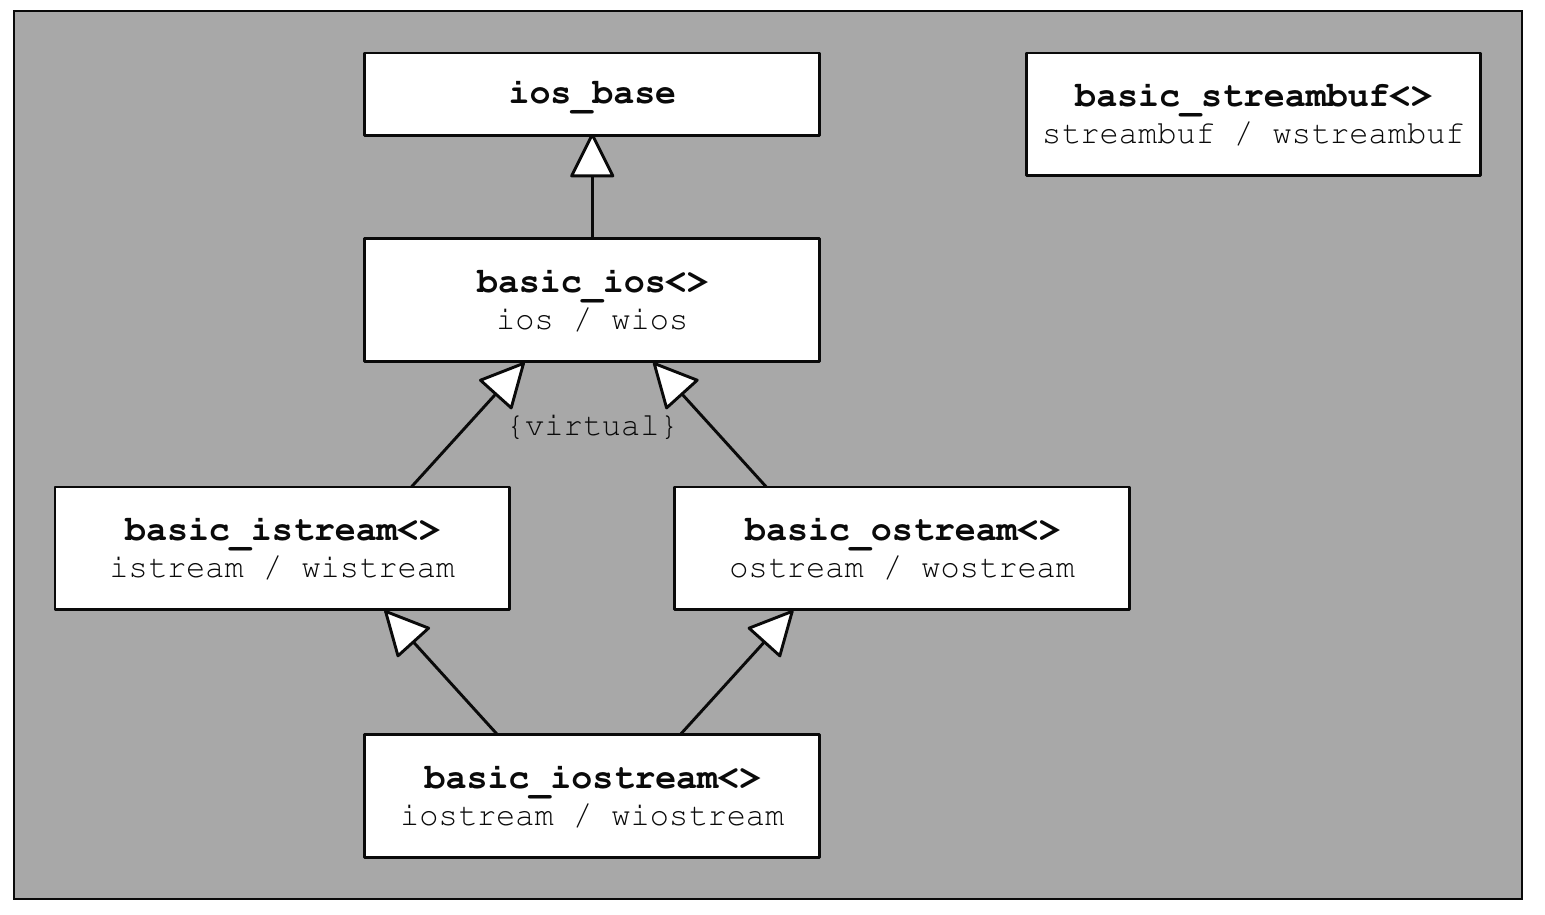 ios_base
basic_streambuf<>
streambuf / wstreambuf
basic_ios<>
ios / wios
{virtual}
basic_istream<>
istream / wistream
basic_ostream<>
ostream / wostream
basic_iostream<>
iostream / wiostream